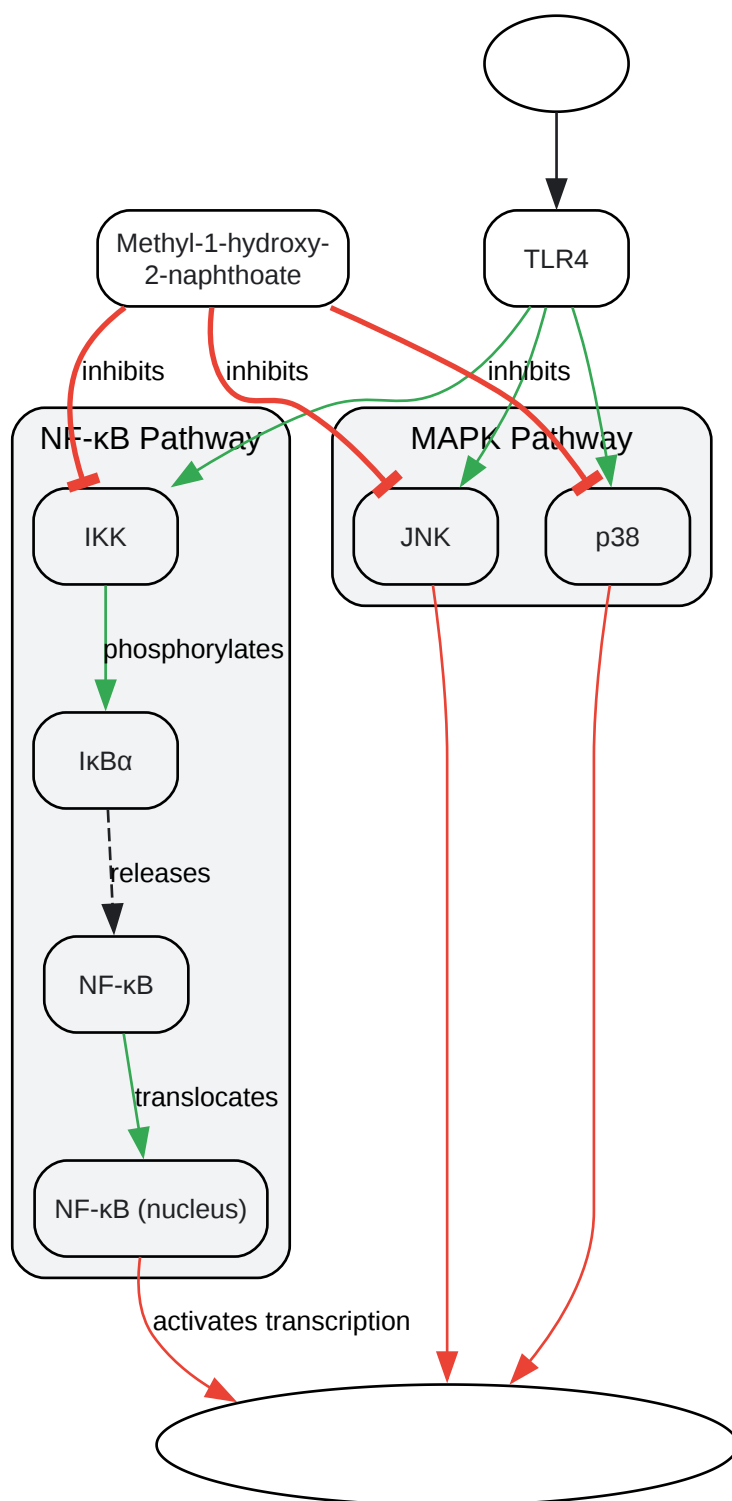 Methyl-1-hydroxy-
2-naphthoate
TLR4
inhibits
inhibits
inhibits
NF-κB Pathway
MAPK Pathway
IKK
JNK
p38
phosphorylates
IκBα
releases
NF-κB
translocates
NF-κB (nucleus)
activates transcription